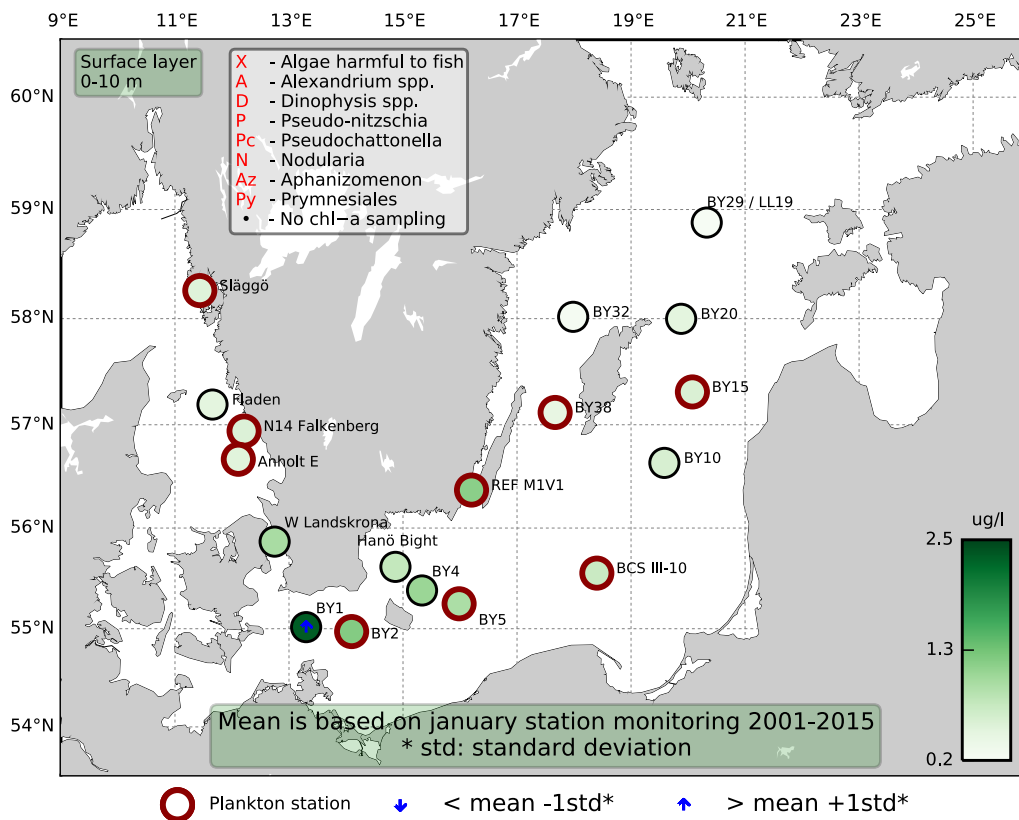 11°E 13°E 15°E 17°E 19°E 21°E 23°E 25°E
Surface layer
0-10 m
X - Algae harmful to fish
A - Alexandrium spp.
D - Dinophysis spp.
P - Pseudo-nitzschia
Pc - Pseudochattonella
N - Nodularia
Az - Aphanizomenon
Py - Prymnesiales
• - No chl−a sampling
60°N
59°N
58°N
57°N
56°N
55°N
54°N
BY29 / LL19
Släggö
BY32
BY20
BY15
Fladen
BY38
N14 Falkenberg
Anholt E
BY10
REF M1V1
W Landskrona
Hanö Bight
BY4
BCS III-10
BY1
BY5
BY2
ug/l
2.5
1.3
0.2
Mean is based on january station monitoring 2001-2015
* std: standard deviation
Plankton station
< mean -1std*
> mean +1std*